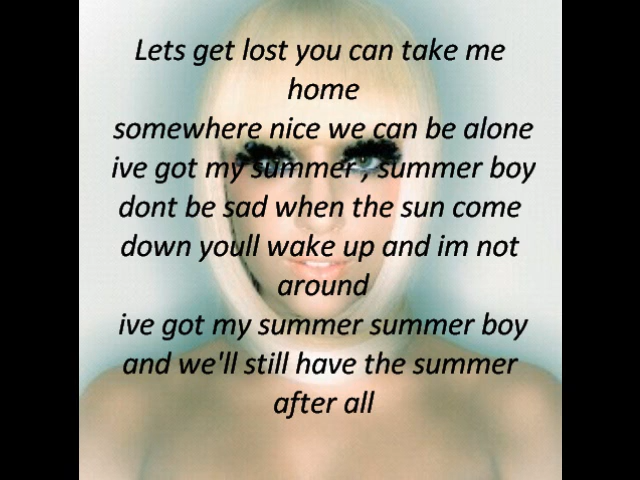 Lets get lost you can take me
home
somewhere nice we can be alone
ive got my summer , summer boy
dont be sad when the sun come
down youll wake up and im not
around
ive got my summer summer boy
and we'll still have the summer
after all